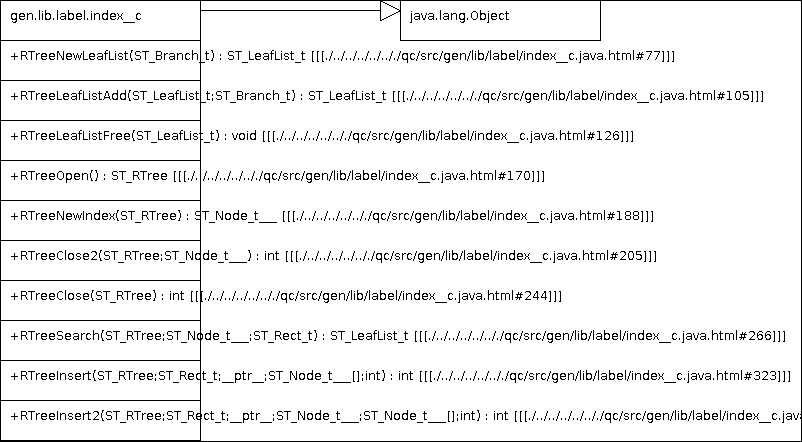 gen.lib.label.index__c
java.lang.Object
+RTreeNewLeafList(ST_Branch_t) : ST_LeafList_t [[[./../../../../../../qc/src/gen/lib/label/index__c.java.html#77]]]
+RTreeLeafListAdd(ST_LeafList_t;ST_Branch_t) : ST_LeafList_t [[[./../../../../../../qc/src/gen/lib/label/index__c.java.html#105]]]
+RTreeLeafListFree(ST_LeafList_t) : void [[[./../../../../../../qc/src/gen/lib/label/index__c.java.html#126]]]
+RTreeOpen() : ST_RTree [[[./../../../../../../qc/src/gen/lib/label/index__c.java.html#170]]]
+RTreeNewIndex(ST_RTree) : ST_Node_t___ [[[./../../../../../../qc/src/gen/lib/label/index__c.java.html#188]]]
+RTreeClose2(ST_RTree;ST_Node_t___) : int [[[./../../../../../../qc/src/gen/lib/label/index__c.java.html#205]]]
+RTreeClose(ST_RTree) : int [[[./../../../../../../qc/src/gen/lib/label/index__c.java.html#244]]]
+RTreeSearch(ST_RTree;ST_Node_t___;ST_Rect_t) : ST_LeafList_t [[[./../../../../../../qc/src/gen/lib/label/index__c.java.html#266]]]
+RTreeInsert(ST_RTree;ST_Rect_t;__ptr__;ST_Node_t___[];int) : int [[[./../../../../../../qc/src/gen/lib/label/index__c.java.html#323]]]
+RTreeInsert2(ST_RTree;ST_Rect_t;__ptr__;ST_Node_t___;ST_Node_t___[];int) : int [[[./../../../../../../qc/src/gen/lib/label/index__c.java